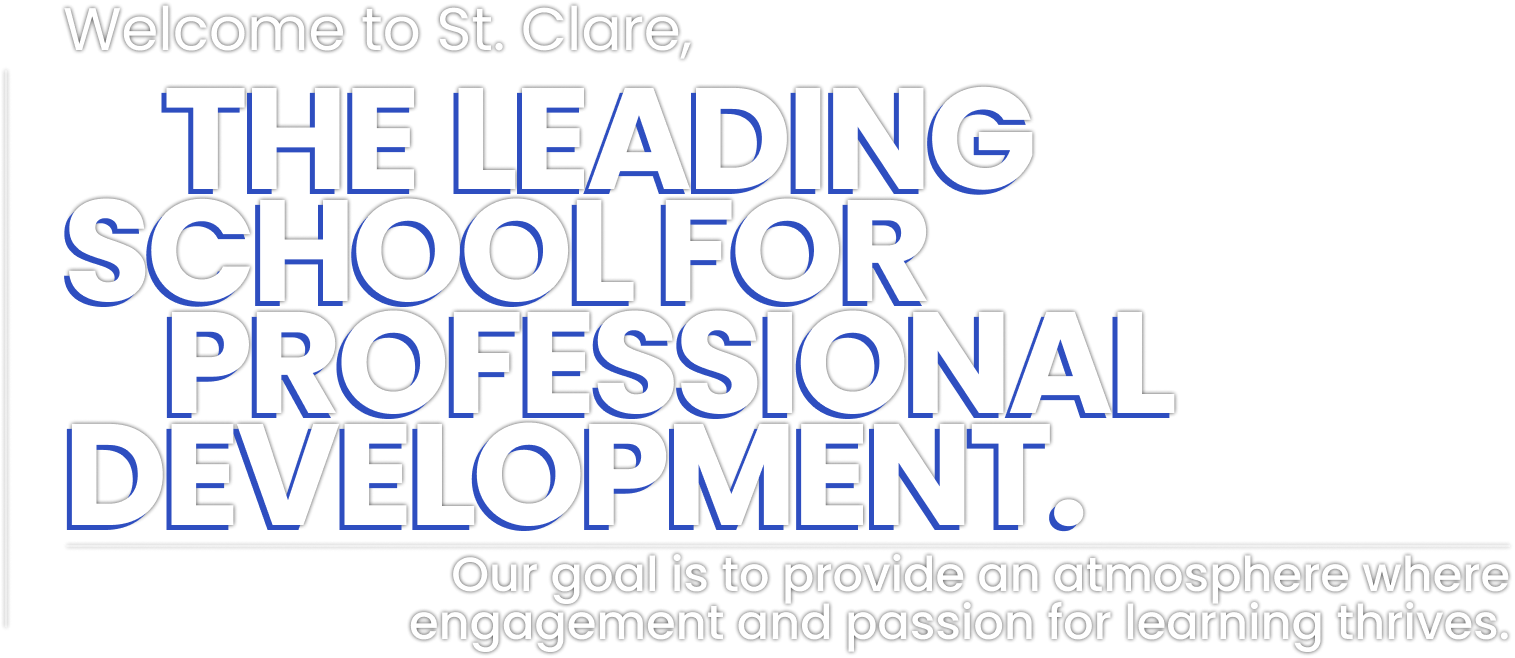 Welcome to St. Clare,
THE LEADING
SCHOOL FOR
PROFESSIONAL
DEVELOPMENT.
Our goal is to provide an atmosphere where
engagement and passion for learning thrives.